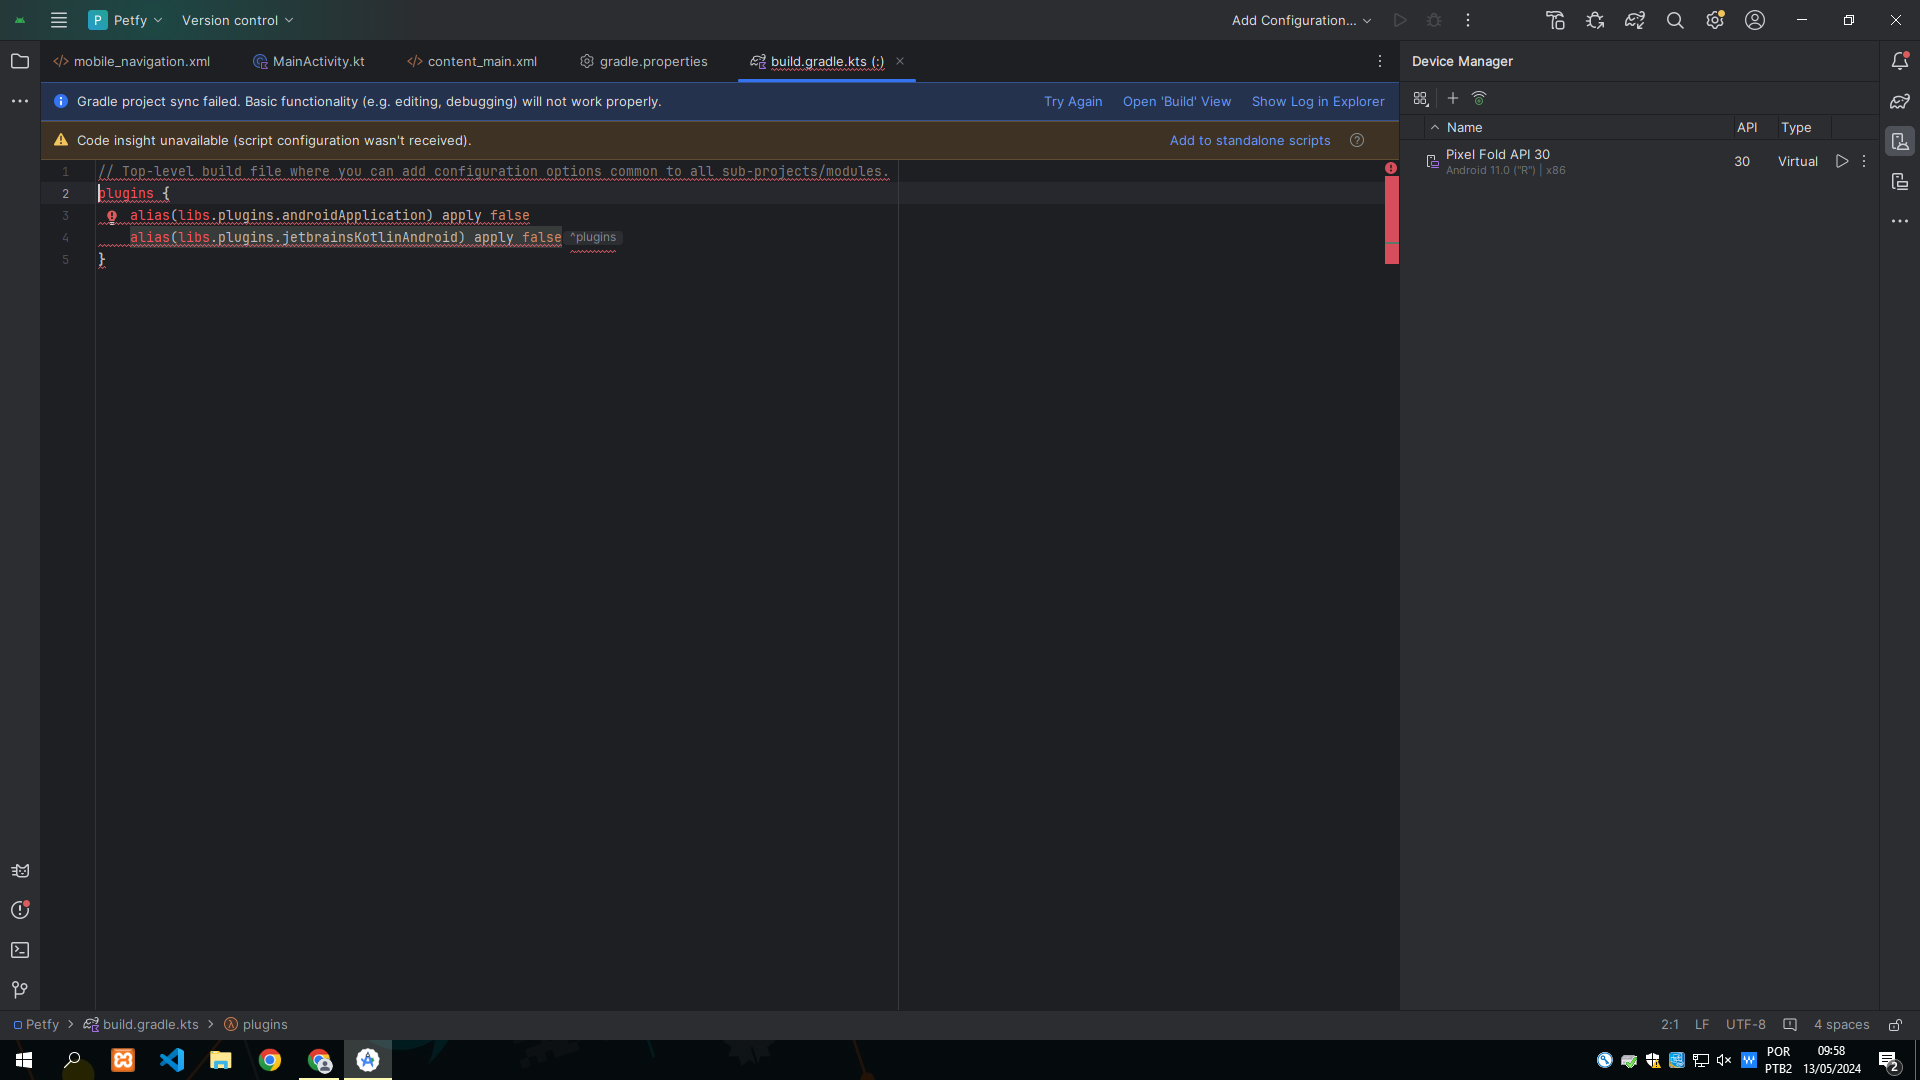 P Petfy Version control Add Configuration...
mobile_navigation.xml MainActivity.kt content_main.xml gradle.properties build.gradle.kts (:) Device Manager
Gradle project sync failed. Basic functionality (e.g. editing, debugging) will not work properly. Try Again Open 'Build' View Show Log in Explorer
Name API Type
Code insight unavailable (script configuration wasn't received). Add to standalone scripts
Pixel Fold API 30 30 Virtual
Android 11.0 ("R") | x86
1 // Top-level build file where you can add configuration options common to all sub-projects/modules.
2 plugins {
3 alias(libs.plugins.androidApplication) apply false
4 alias(libs.plugins.jetbrainsKotlinAndroid) apply false ^plugins
5 }
Petfy > build.gradle.kts > plugins 2:1 LF UTF-8 4 spaces
POR 09:58
PTB2 13/05/2024 2